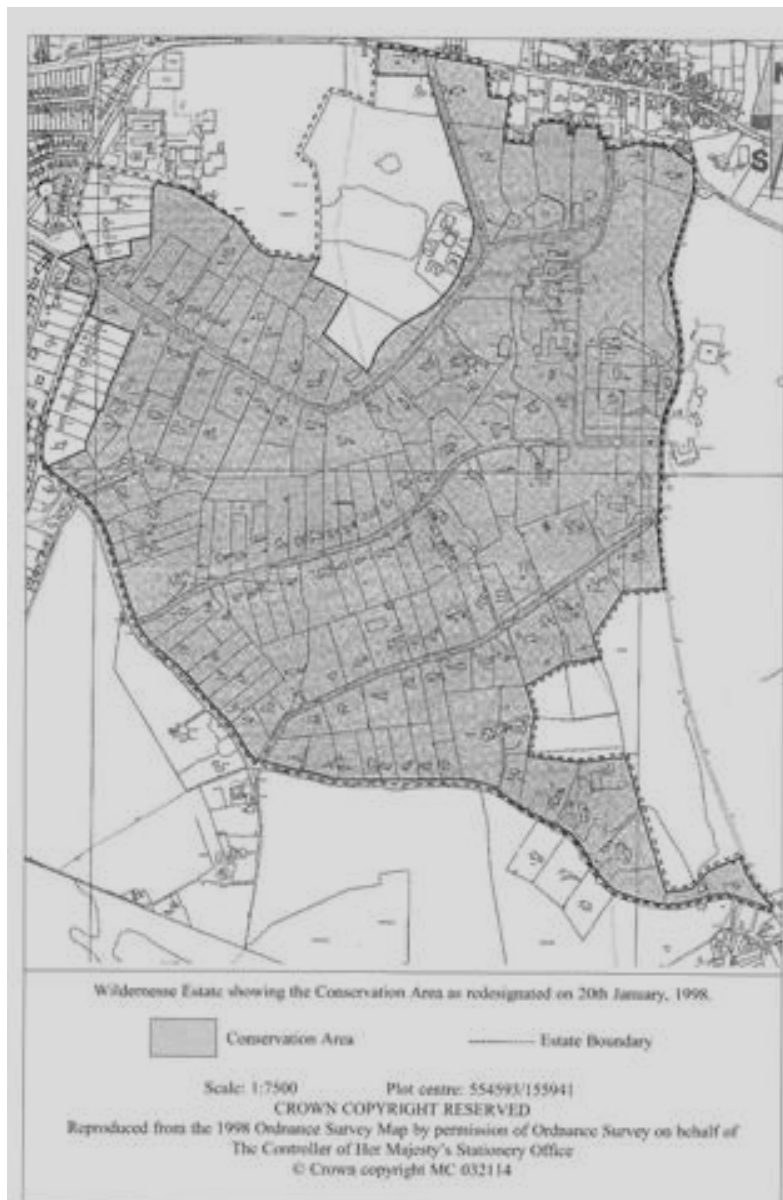 S
Wildernesse Estate showing the Conservation Area as redesignated on 20th January, 1998.
Conservation Area
Estate Boundary
Scale: 1:7500 Plot centre: 554593/155941
CROWN COPYRIGHT RESERVED
Reproduced from the 1998 Ordnance Survey Map by permission of Ordnance Survey on behalf of
The Controller of Her Majesty's Stationery Office
© Crown copyright MC 032114